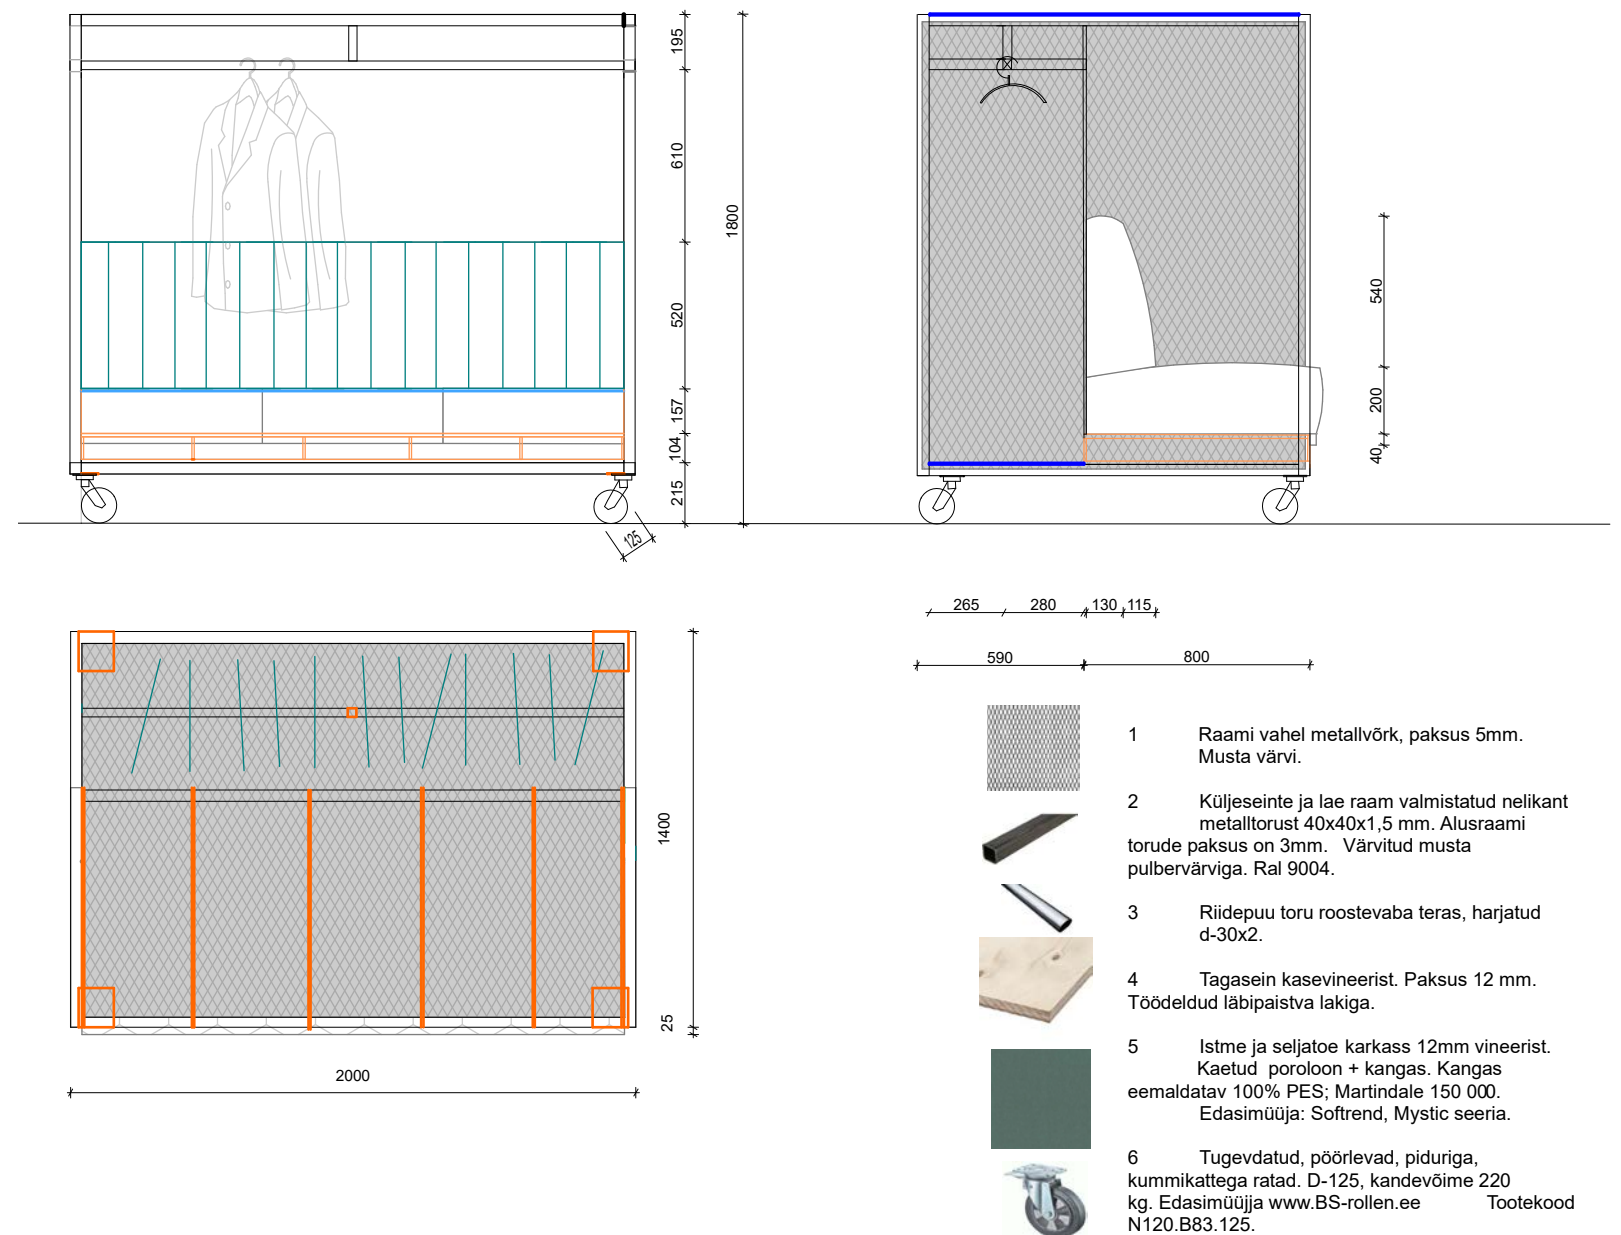 195
610
520
157
104
215
1800
125
540
200
40
265 280 130 115
590 800
1400
25
2000
1 Raami vahel metallvõrk, paksus 5mm.
Musta värvi.
2 Küljeseinte ja lae raam valmistatud nelikant
metalltorust 40x40x1,5 mm. Alusraami
torude paksus on 3mm. Värvitud musta
pulbervärviga. Ral 9004.
3 Riidepuu toru roostevaba teras, harjatud
d-30x2.
4 Tagasein kasevineerist. Paksus 12 mm.
Töödeldud läbipaistva lakiga.
5 Istme ja seljatoe karkass 12mm vineerist.
Kaetud poroloon + kangas. Kangas
eemaldatav 100% PES; Martindale 150 000.
Edasimüüja: Softrend, Mystic seeria.
6 Tugevdatud, pöörlevad, piduriga,
kummikattega ratad. D-125, kandevõime 220
kg. Edasimüüjja www.BS-rollen.ee Tootekood
N120.B83.125.